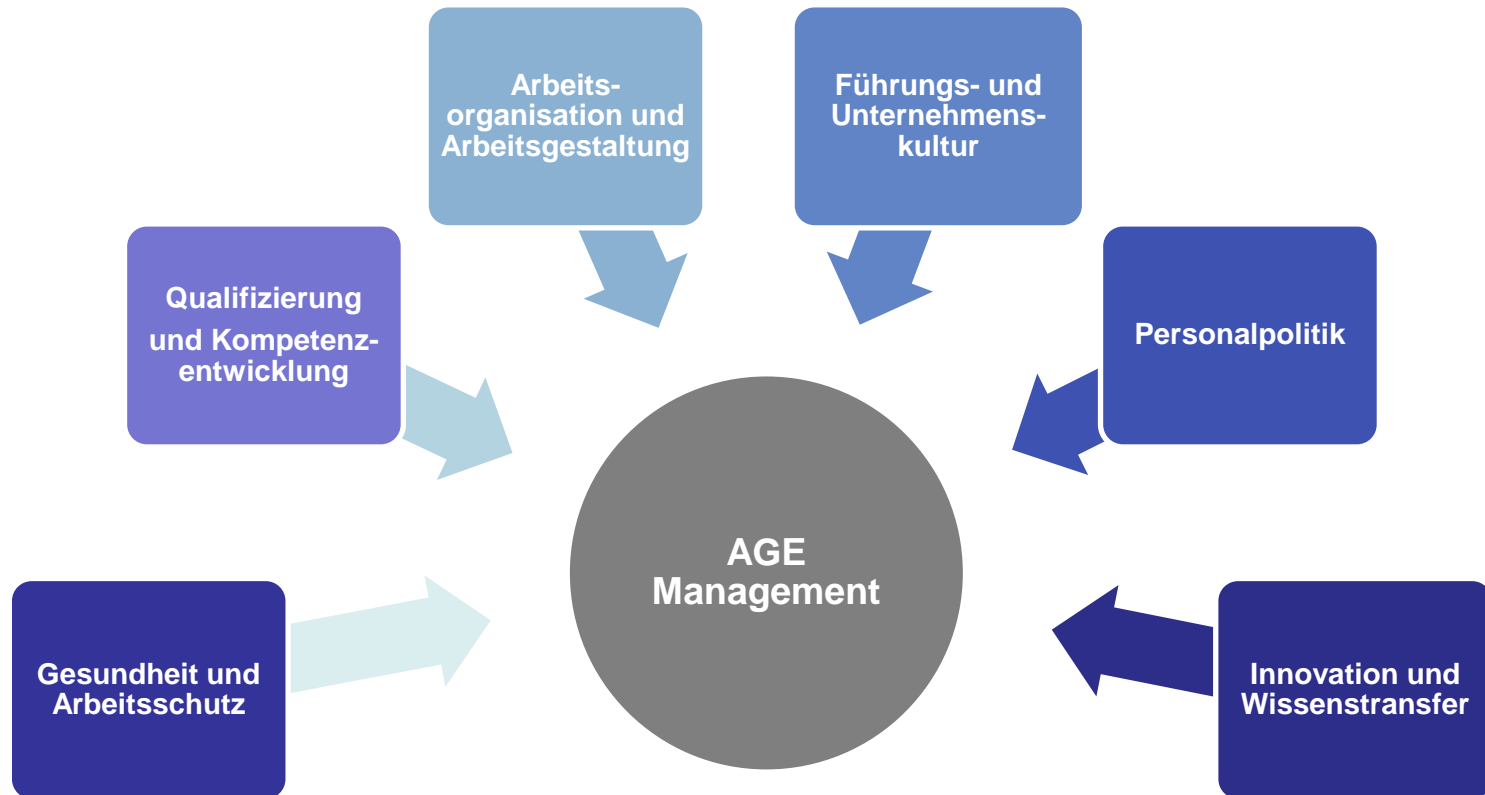 Arbeits-
organisation und
Arbeitsgestaltung
Führungs- und
Unternehmens-
kultur
Qualifizierung
und Kompetenz-
entwicklung
Personalpolitik
AGE
Management
Gesundheit und
Arbeitsschutz
Innovation und
Wissenstransfer